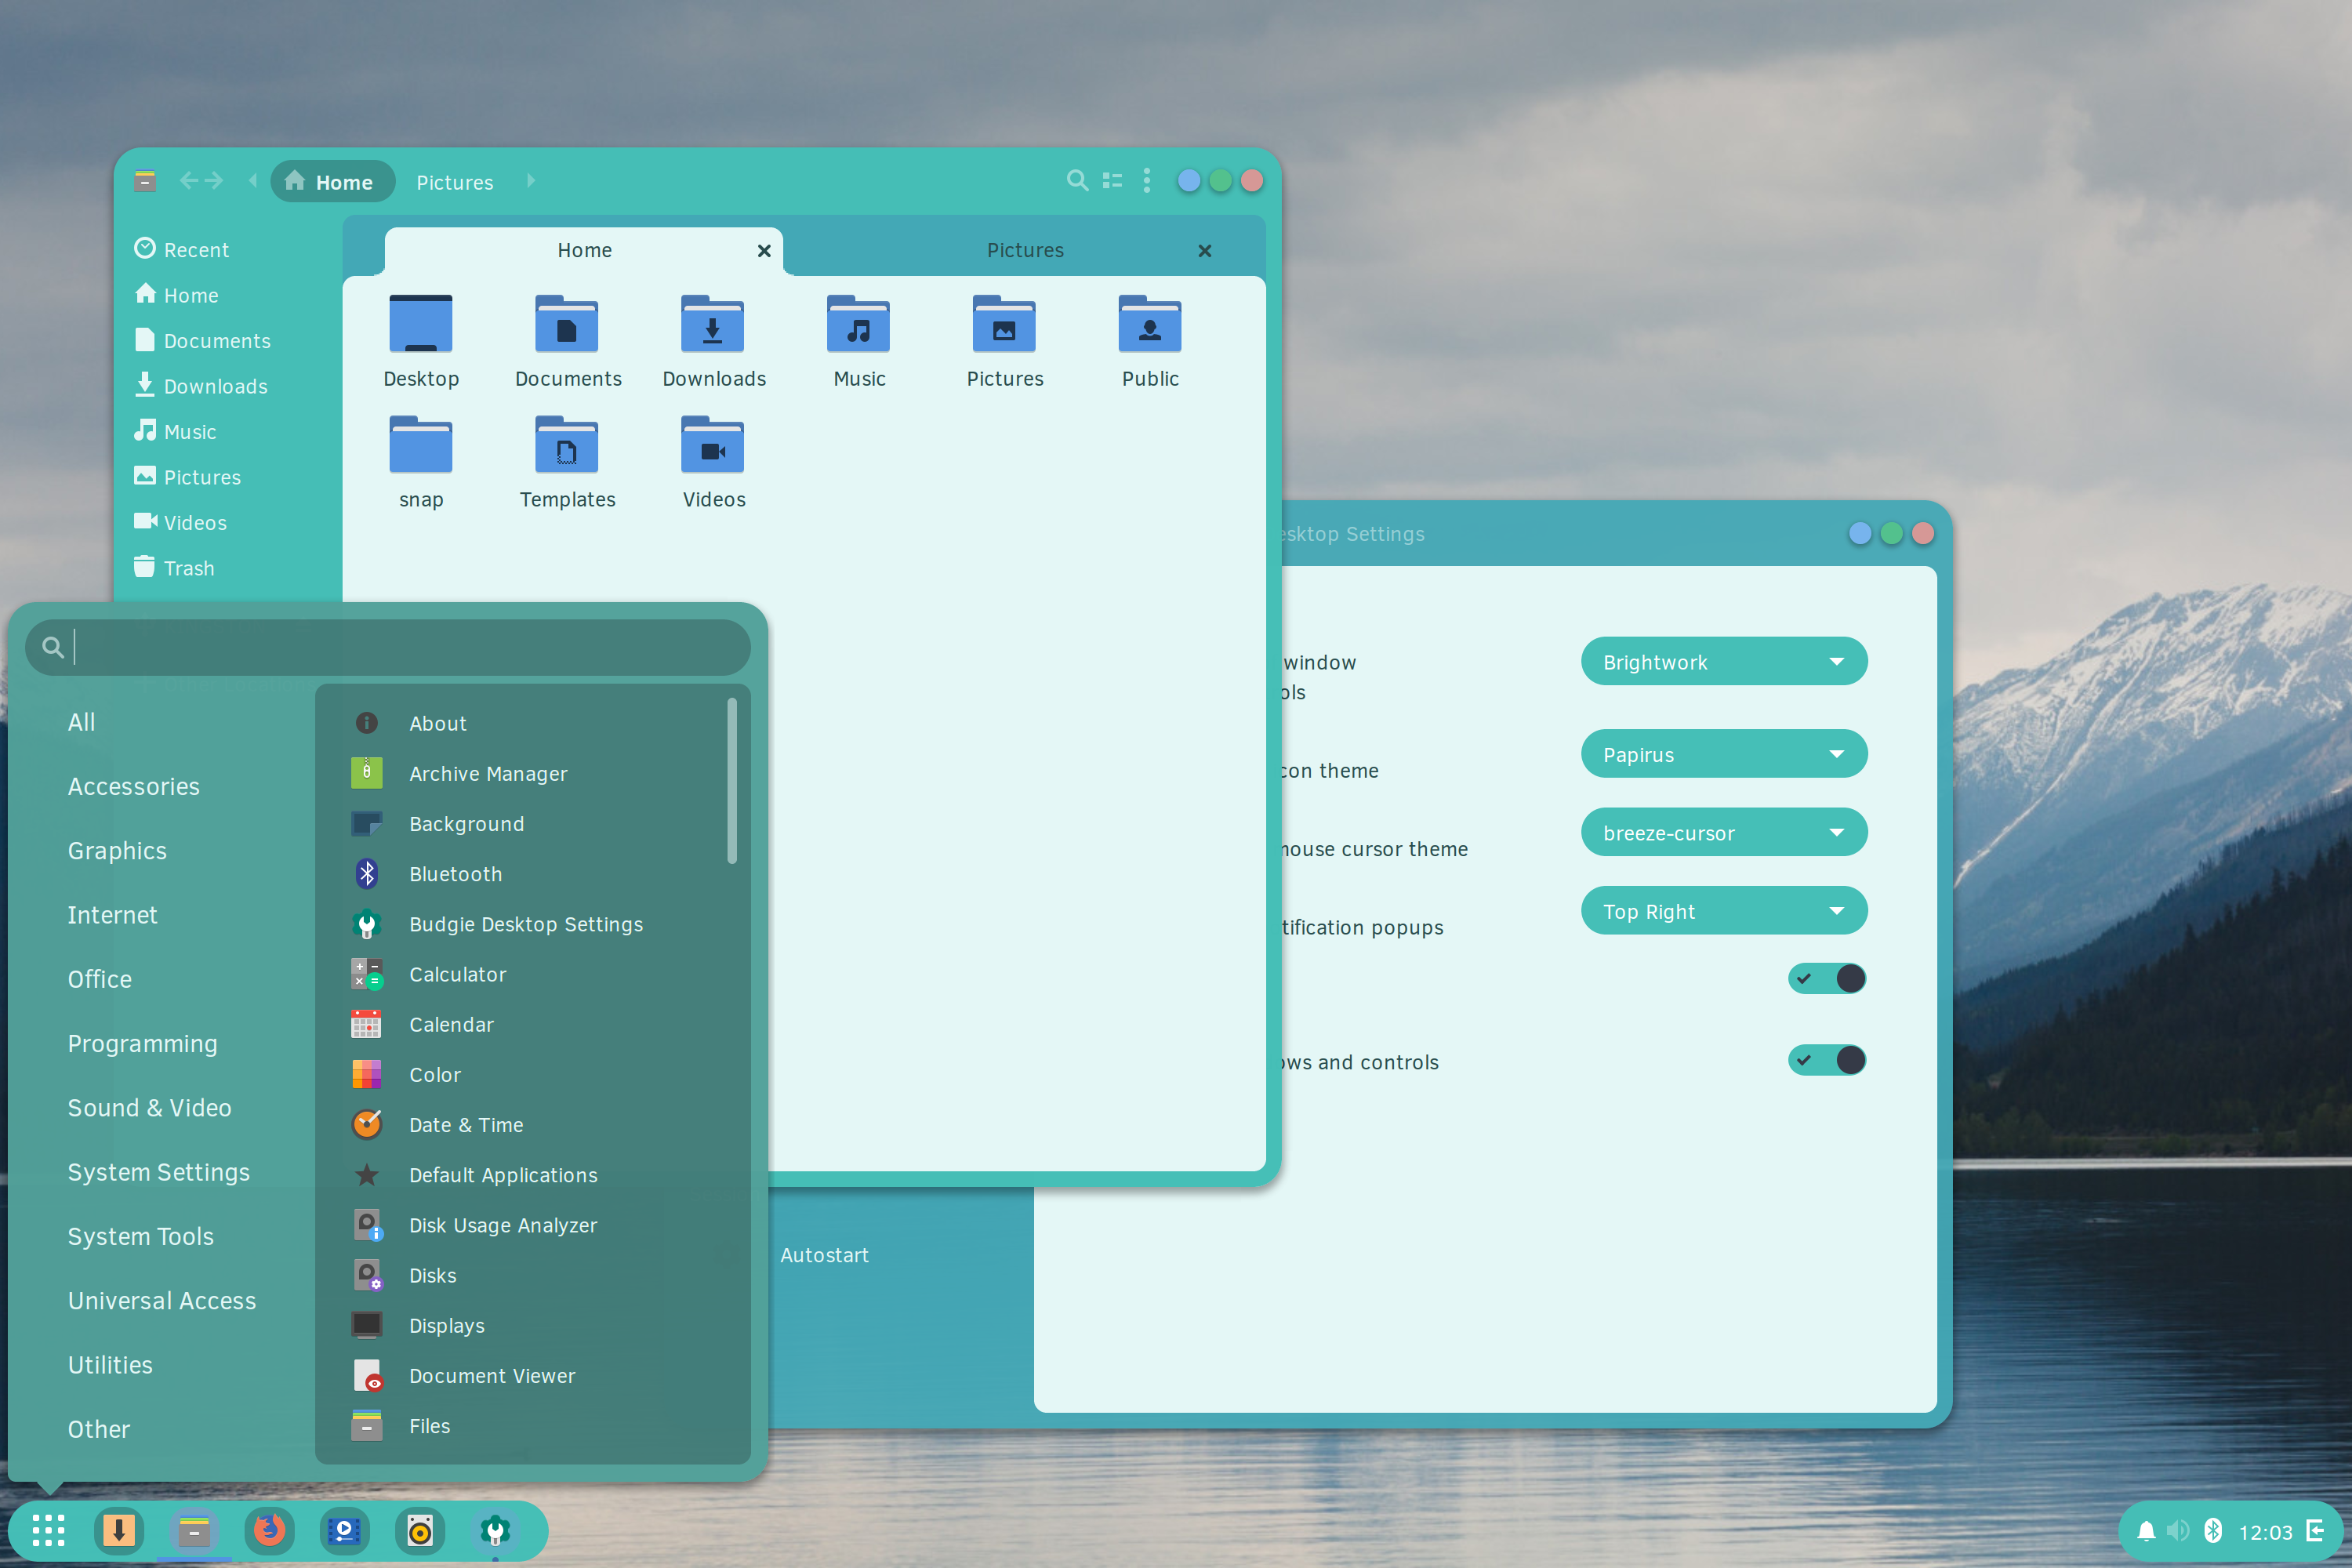 Home Pictures
Recent
Home
Documents
Downloads
Music
Pictures
Videos
Trash
Home Pictures
Desktop Documents Downloads Music Pictures Public
snap Templates Videos
esktop Settings
window
ols
Brightwork
con theme
Papirus
mouse cursor theme
breeze-cursor
tification popups
Top Right
ows and controls
Autostart
All
Accessories
Graphics
Internet
Office
Programming
Sound & Video
System Settings
System Tools
Universal Access
Utilities
Other
About
Archive Manager
Background
Bluetooth
Budgie Desktop Settings
Calculator
Calendar
Color
Date & Time
Default Applications
Disk Usage Analyzer
Disks
Displays
Document Viewer
Files
12:03